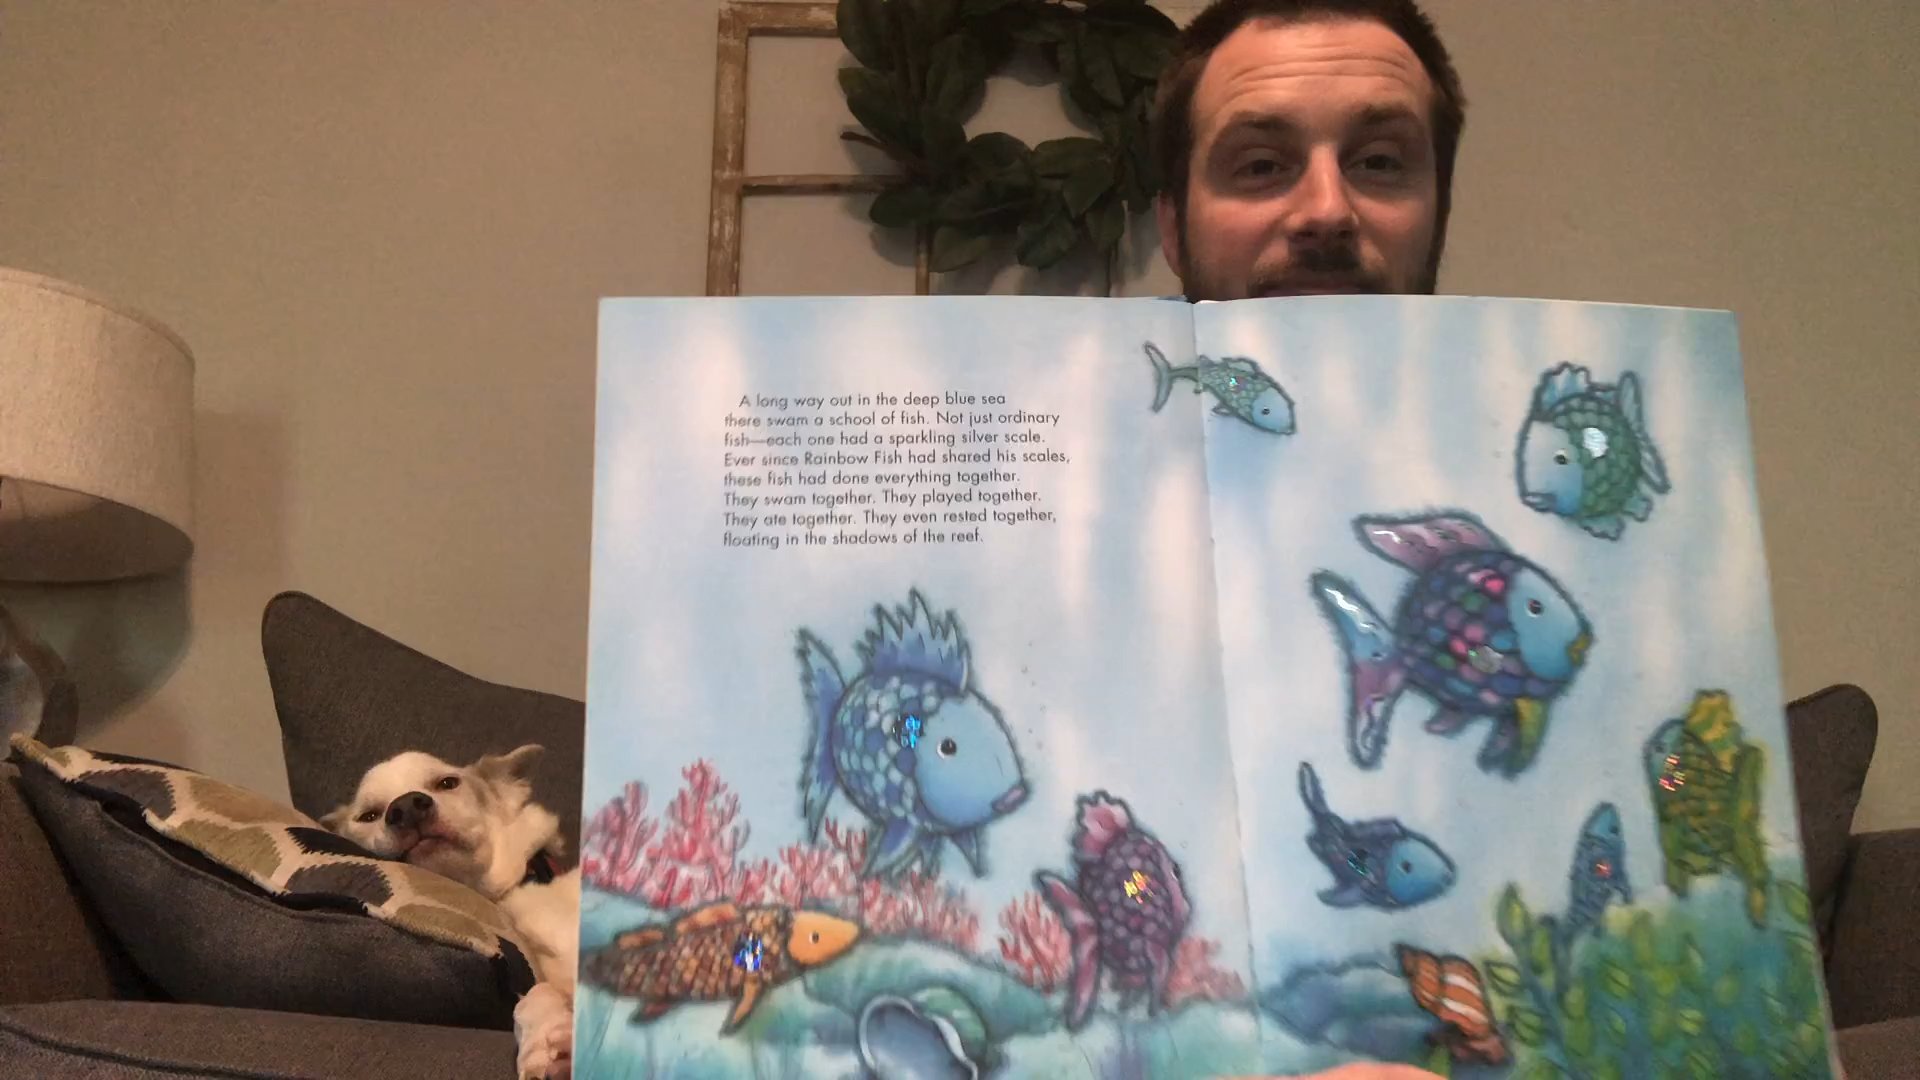 A long way out in the deep blue sea
there swam a school of fish. Not just ordinary
fish—each one had a sparkling silver scale.
Ever since Rainbow Fish had shared his scales,
these fish had done everything together.
They swam together. They played together.
They ate together. They even rested together,
floating in the shadows of the reef.